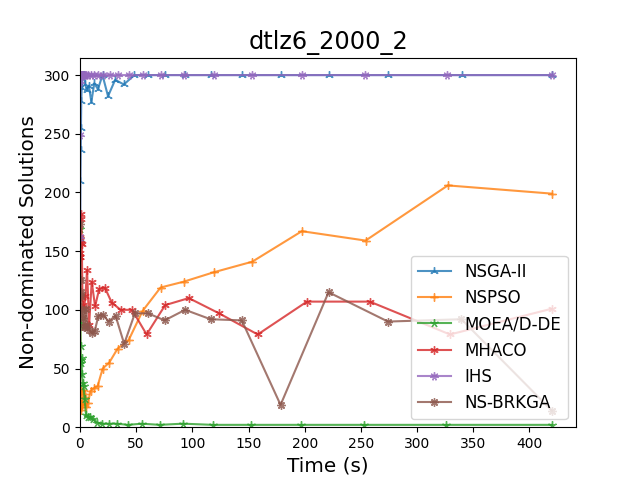 dtlz6_2000_2
Non-dominated Solutions
300
250
200
150
100
50
0
0 50 100 150 200 250 300 350 400
Time (s)
NSGA-II
NSPSO
MOEA/D-DE
MHACO
IHS
NS-BRKGA